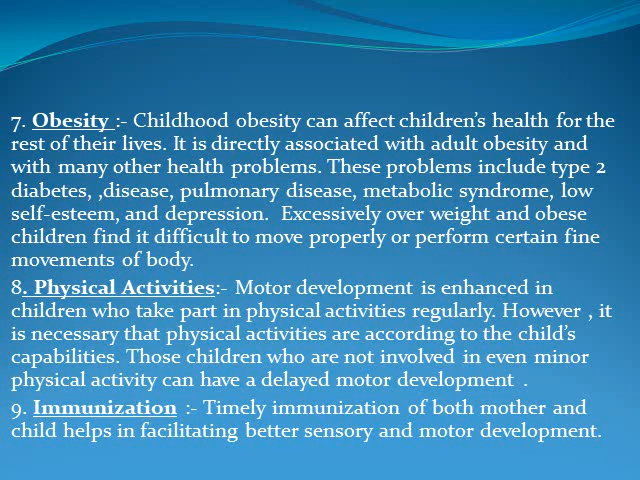 7. Obesity :- Childhood obesity can affect children’s health for the
rest of their lives. It is directly associated with adult obesity and
with many other health problems. These problems include type 2
diabetes, ,disease, pulmonary disease, metabolic syndrome, low
self-esteem, and depression. Excessively over weight and obese
children find it difficult to move properly or perform certain fine
movements of body.
8. Physical Activities:- Motor development is enhanced in
children who take part in physical activities regularly. However , it
is necessary that physical activities are according to the child’s
capabilities. Those children who are not involved in even minor
physical activity can have a delayed motor development .
9. Immunization :- Timely immunization of both mother and
child helps in facilitating better sensory and motor development.